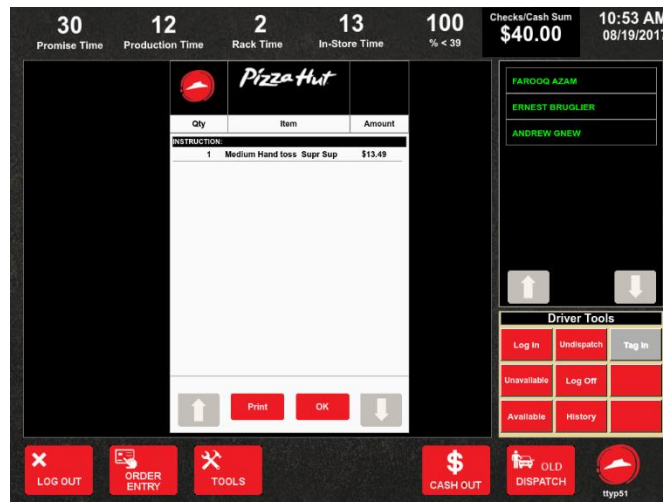 30 12 2 13 100 Checks/Cash Sum 10:53 AM
Promise Time Production Time Rack Time In-Store Time % < 39 $40.00 08/19/2017
Pizza Hut
Qty Item Amount
INSTRUCTION:
1 Medium Hand toss Supr Sup $13.49
Print OK
FAROOQ AZAM
ERNEST BRUGLIER
ANDREW GNEW
Driver Tools
Log In Undispatch Tag In
Unavailable Log Off
Available History
LOG OUT
ORDER
ENTRY
TOOLS
$
CASH OUT
OLD
DISPATCH
ttyp51